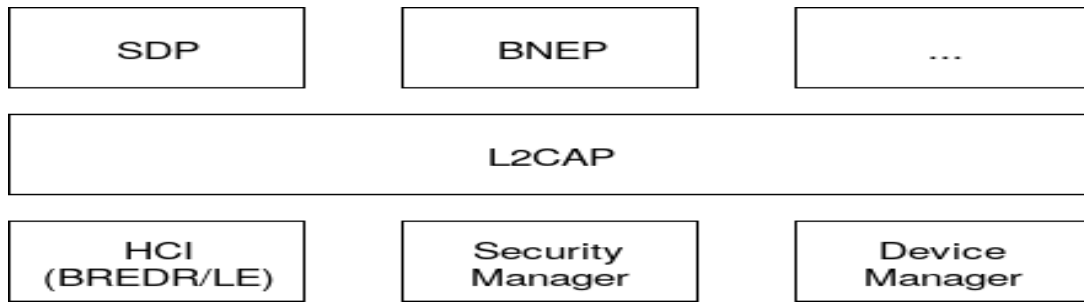 SDP
BNEP
...
L2CAP
HCI
(BREDR/LE)
Security
Manager
Device
Manager